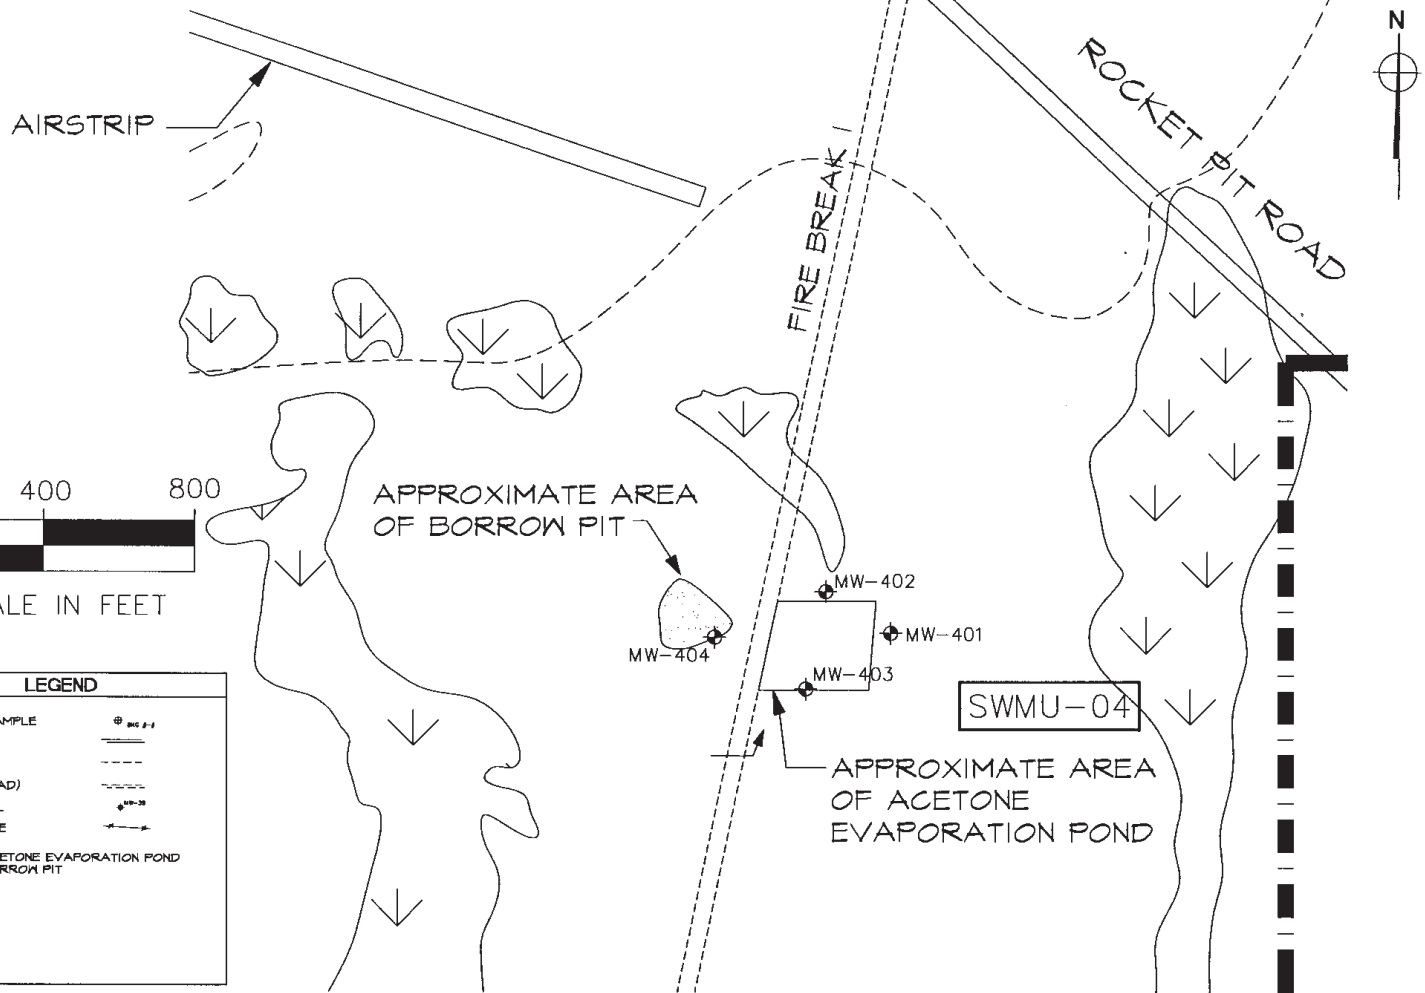 N
ROCKET PIT ROAD
AIRSTRIP
FIRE BREAK
400 800
APPROXIMATE AREA
OF BORROW PIT
ALE IN FEET
MW-402
MW-401
MW-404
MW-403
LEGEND
AMPLE
SWMU-04
AD)
E
APPROXIMATE AREA
OF ACETONE
EVAPORATION POND
ETONE EVAPORATION POND
RROW PIT